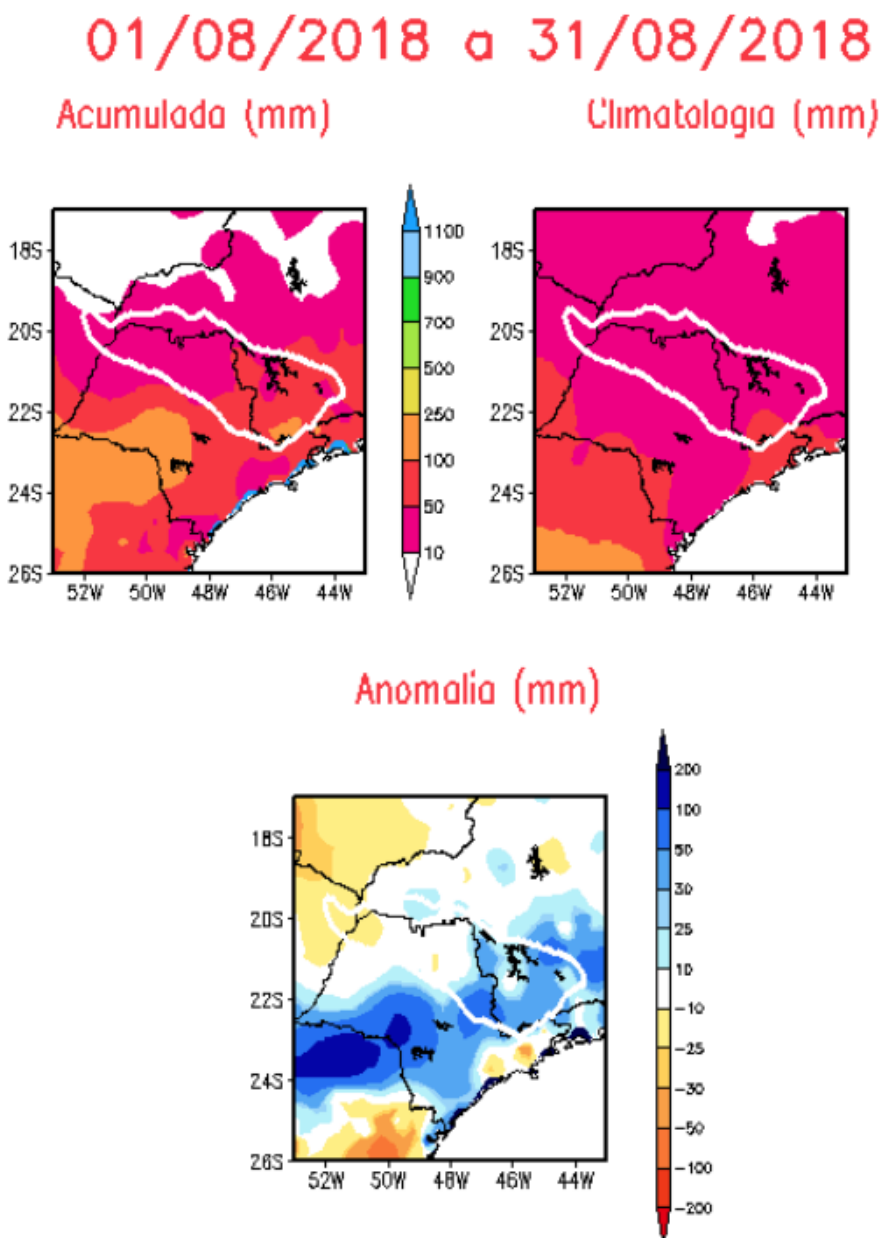 01/08/2018 a 31/08/2018
Acumulada (mm)
Climatologia (mm)
18S
20S
22S
24S
26S
52W 50W 48W 46W 44W
1100
900
700
500
250
100
50
10
18S
20S
22S
24S
26S
52W 50W 48W 46W 44W
Anomalia (mm)
18S
20S
22S
24S
26S
52W 50W 48W 46W 44W
200
100
50
30
25
10
-10
-25
-30
-50
-100
-200